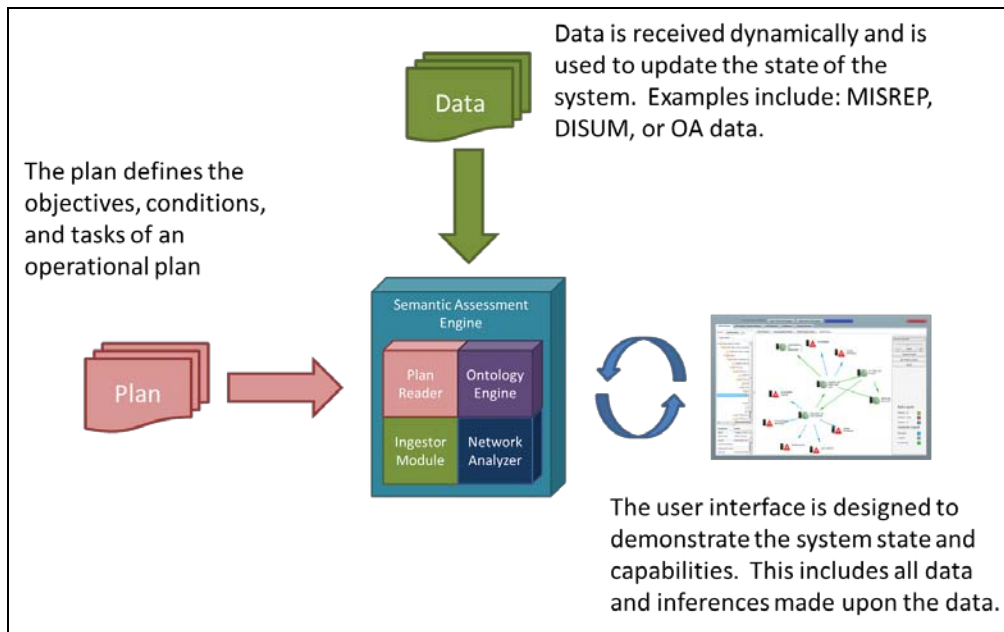 Data is received dynamically and is
used to update the state of the
system.  Examples include: MISREP,
DISUM, or OA data.
Data
The plan defines the
objectives, conditions,
and tasks of an
operational plan
Semantic Assessment
Engine
Plan
Reader
Ontology
Engine
Ingestor
Module
Network
Analyzer
Plan
The user interface is designed to
demonstrate the system state and
capabilities.  This includes all data
and inferences made upon the data.